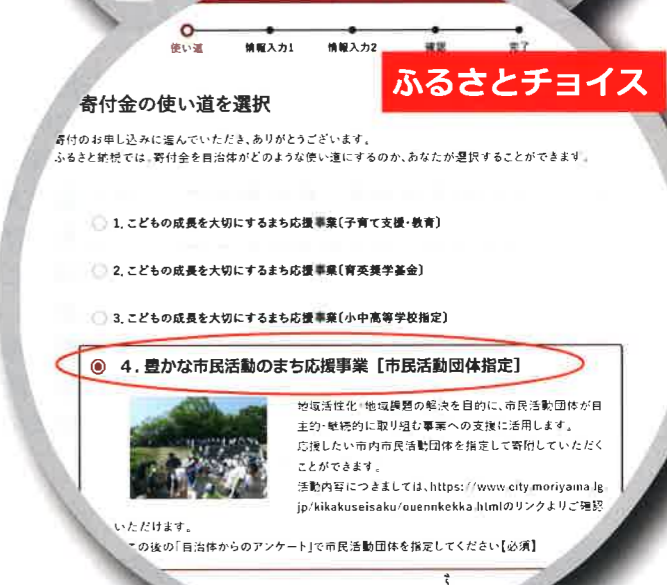 使い道 情報入力1 情報入力2 確認 完了
ふるさとチョイス
寄付金の使い道を選択
寄付のお申し込みに進んでいただき、ありがとうございます。
ふるさと納税では、寄付金を自治体がどのような使い道にするのか、あなたが選択することができます。
1. こどもの成長を大切にするまち応援事業〔子育て支援・教育〕
2. こどもの成長を大切にするまち応援事業〔育英奨学基金〕
3. こどもの成長を大切にするまち応援事業〔小中高等学校指定〕
4. 豊かな市民活動のまち応援事業［市民活動団体指定］
地域活性化・地域課題の解決を目的に、市民活動団体が自
主的・継続的に取り組む事業への支援に活用します。
応援したい市内市民活動団体を指定して寄附していただく
ことができます。
活動内容につきましては、https://www.city.moriyama.lg.
jp/kikakuseisaku/ouennkekka.htmlのリンクよりご確認
いただけます。
この後の「自治体からのアンケート」で市民活動団体を指定してください【必須】